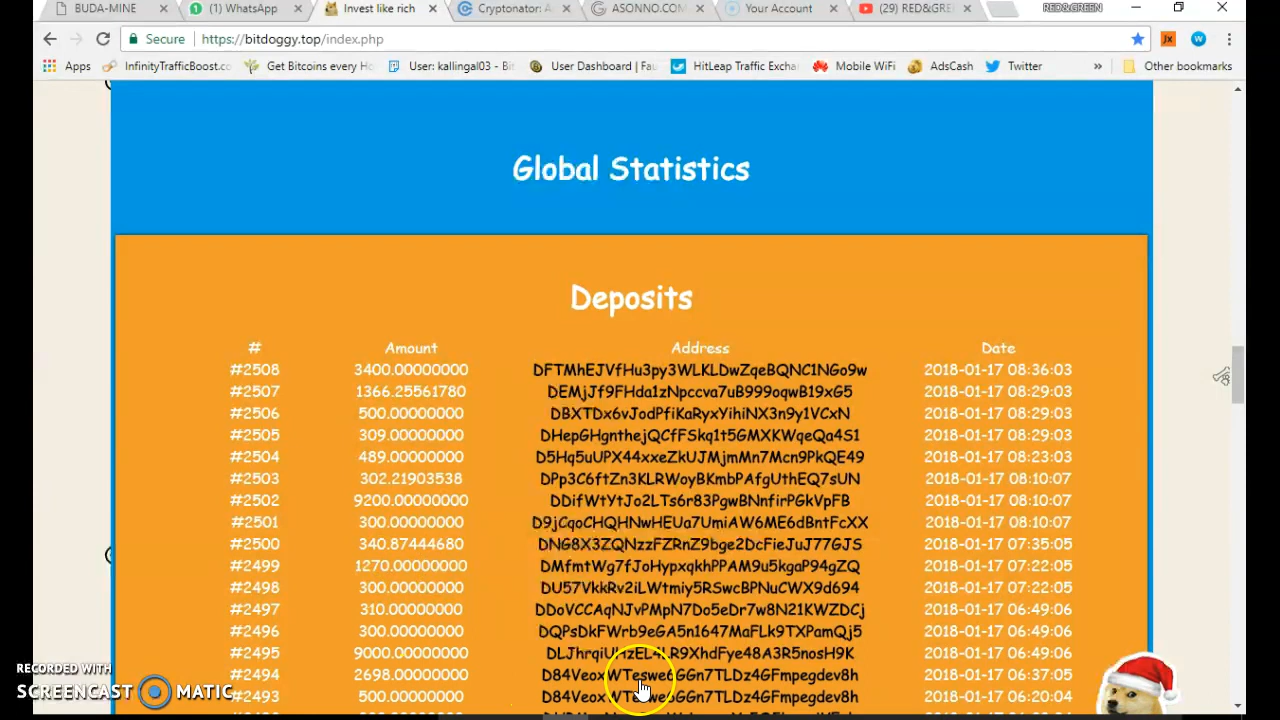 BUDA-MINE (1) WhatsApp Invest like rich Cryptonator: A ASONNO.COM Your Account (29) RED&GRE RED&GREEN
Secure https://bitdoggy.top/index.php
Apps InfinityTrafficBoost.co Get Bitcoins every Ho User: kallingal03 - Bit User Dashboard | Fau HitLeap Traffic Excha Mobile WiFi AdsCash Twitter » Other bookmarks
Global Statistics
Deposits
# Amount Address Date
#2508 3400.00000000 DFTMhEJVfHu3py3WLKLDwZqeBQNC1NGo9w 2018-01-17 08:36:03
#2507 1366.25561780 DEMjJf9FHda1zNpccva7uB999oqwB19xG5 2018-01-17 08:29:03
#2506 500.00000000 DBXTDx6vJodPfiKaRyxYihiNX3n9y1VCxN 2018-01-17 08:29:03
#2505 309.00000000 DHepGHgnthejQCfFSkq1t5GMXKWqeQa4S1 2018-01-17 08:29:03
#2504 489.00000000 D5Hq5uUPX44xxeZkUJMjmMn7Mcn9PkQE49 2018-01-17 08:23:03
#2503 302.21903538 DPp3C6ftZn3KLRWoyBKmbPAfgUthEQ7sUN 2018-01-17 08:10:07
#2502 9200.00000000 DDifWtYtJo2LTs6r83PgwBNnfirPGkVpFB 2018-01-17 08:10:07
#2501 300.00000000 D9jCqoCHQHNwHEUa7UmiAW6ME6dBntFcXX 2018-01-17 08:10:07
#2500 340.87444680 DNG8X3ZQNzzFZRnZ9bge2DcFieJuJ77GJS 2018-01-17 07:35:05
#2499 1270.00000000 DMfmtWg7fJoHypxqkhPPAM9u5kgaP94gZQ 2018-01-17 07:22:05
#2498 300.00000000 DU57VkkRv2iLWtmiy5RSwcBPNuCWX9d694 2018-01-17 07:22:05
#2497 310.00000000 DDoVCCAqNJvPMpN7Do5eDr7w8N21KWZDCj 2018-01-17 06:49:06
#2496 300.00000000 DQPsDkFWrb9eGA5n1647MaFLk9TXPamQj5 2018-01-17 06:49:06
#2495 9000.00000000 2018-01-17 06:49:06
#2494 2698.00000000 2018-01-17 06:37:05
#2493 500.00000000 2018-01-17 06:20:04
RECORDED WITH
SCREENCAST MATIC